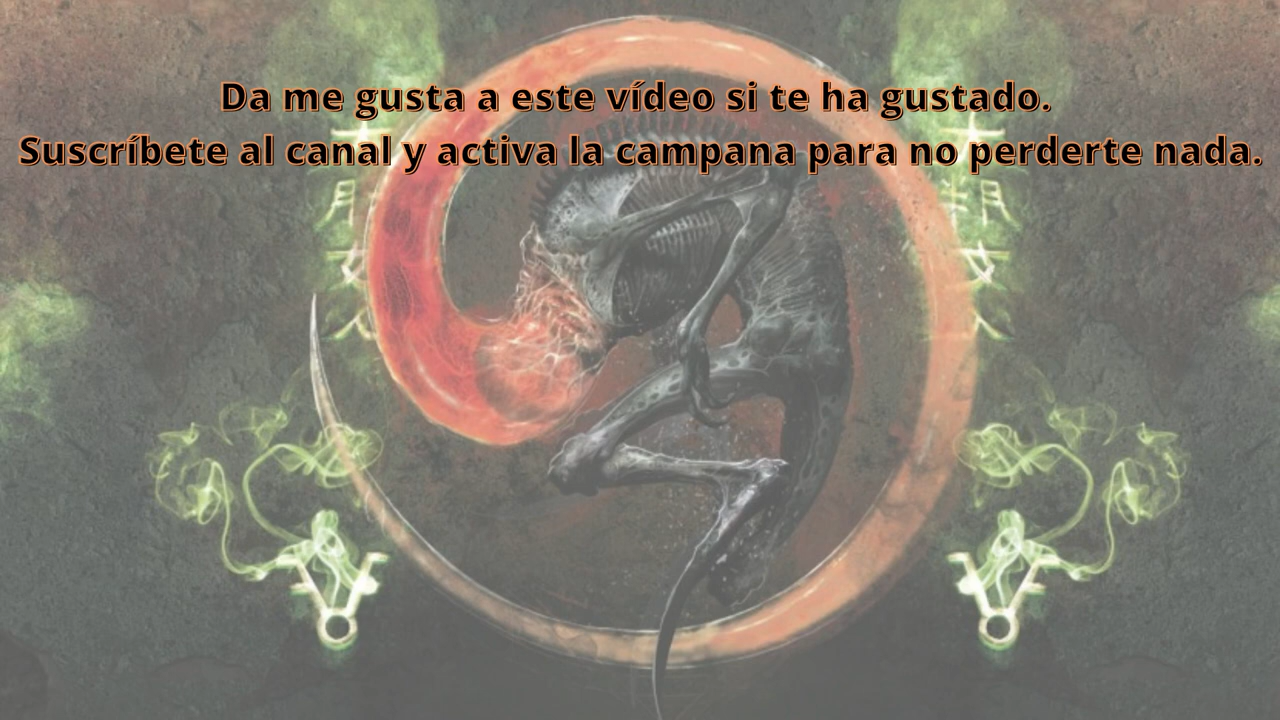 Da me gusta a este vídeo si te ha gustado.
Suscríbete al canal y activa la campana para no perderte nada.